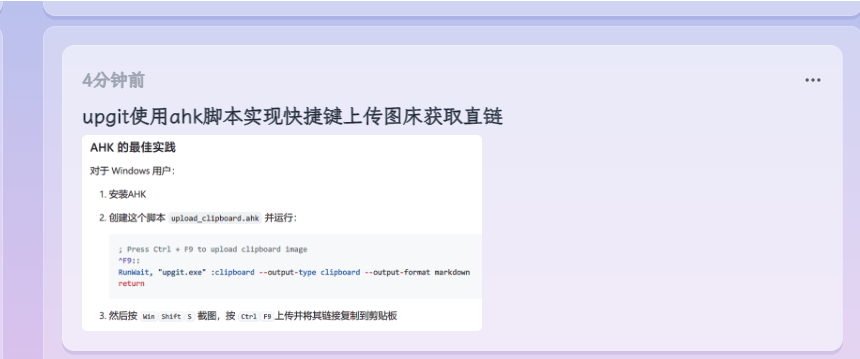 4分钟前
upgit使用ahk脚本实现快捷键上传图床获取直链
AHK 的最佳实践
对于 Windows 用户：
1. 安装AHK
2. 创建这个脚本 upload_clipboard.ahk 并运行：
; Press Ctrl + F9 to upload clipboard image
^F9::
RunWait, "upgit.exe" :clipboard --output-type clipboard --output-format markdown
return
3. 然后按 Win Shift S 截图，按 Ctrl F9 上传并将其链接复制到剪贴板